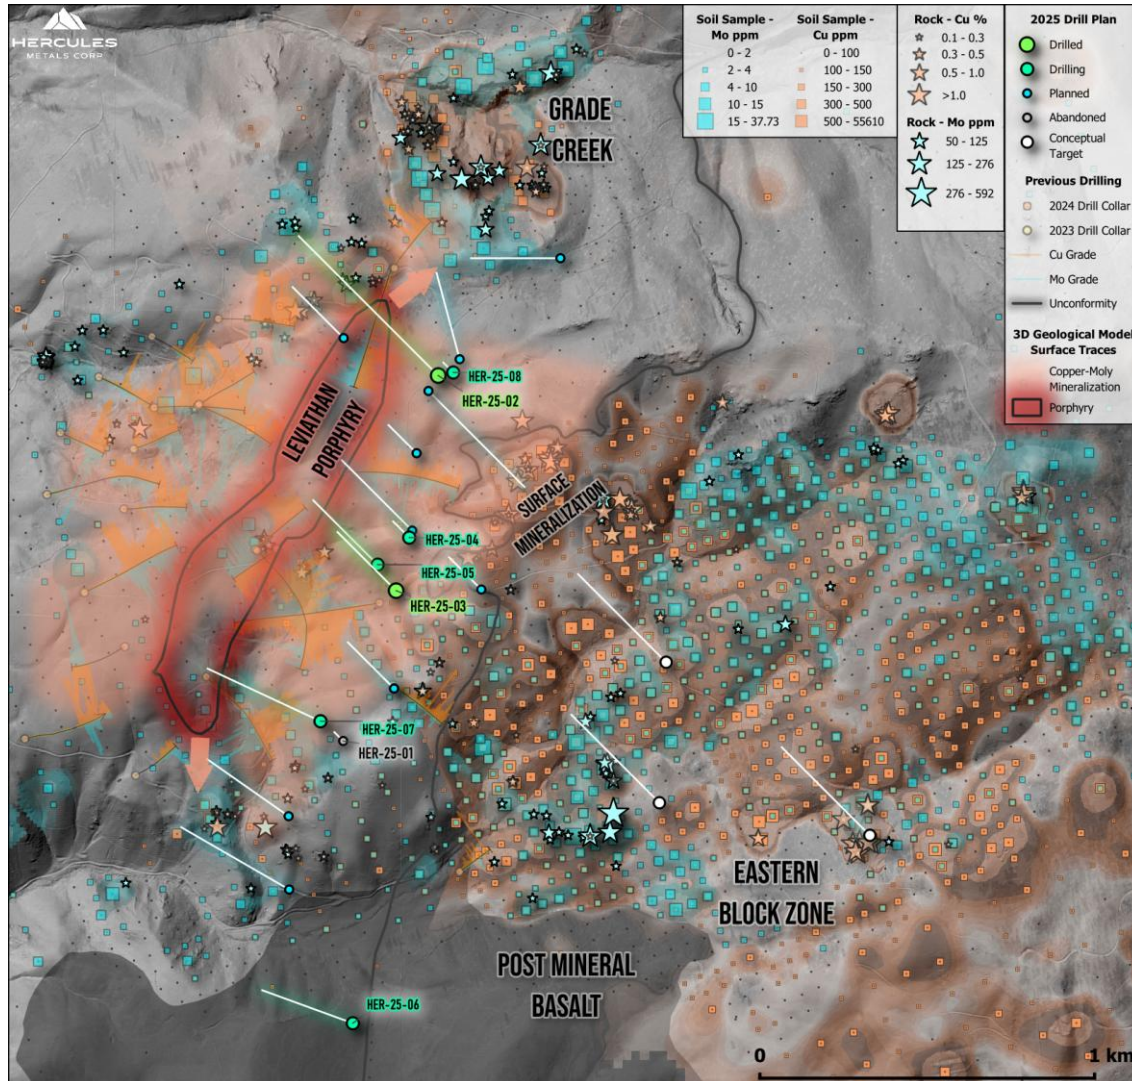 HERCULES
METALS CORP
Soil Sample -
Mo ppm
0 - 2
2 - 4
4 - 10
10 - 15
15 - 37.73
Soil Sample -
Cu ppm
0 - 100
100 - 150
150 - 300
300 - 500
500 - 55610
Rock - Cu %
0.1 - 0.3
0.3 - 0.5
0.5 - 1.0
>1.0
Rock - Mo ppm
50 - 125
125 - 276
276 - 592
2025 Drill Plan
Drilled
Drilling
Planned
Abandoned
Conceptual
Target
Previous Drilling
2024 Drill Collar
2023 Drill Collar
Cu Grade
Mo Grade
Unconformity
3D Geological Model
Surface Traces
Copper-Moly
Mineralization
Porphyry
GRADE
CREEK
HER-25-08
HER-25-02
LEVIATHAN
PORPHYRY
SURFACE
MINERALIZATION
HER-25-04
HER-25-05
HER-25-03
HER-25-07
HER-25-01
EASTERN
BLOCK ZONE
POST MINERAL
BASALT
HER-25-06
0
1 km